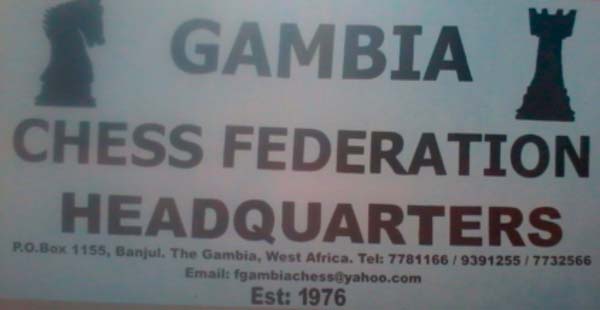 GAMBIA
CHESS FEDERATION
HEADQUARTERS
P.O.Box 1155, Banjul. The Gambia, West Africa. Tel: 7781166 / 9391255 / 7732566
Email: fgambiachess@yahoo.com
Est: 1976